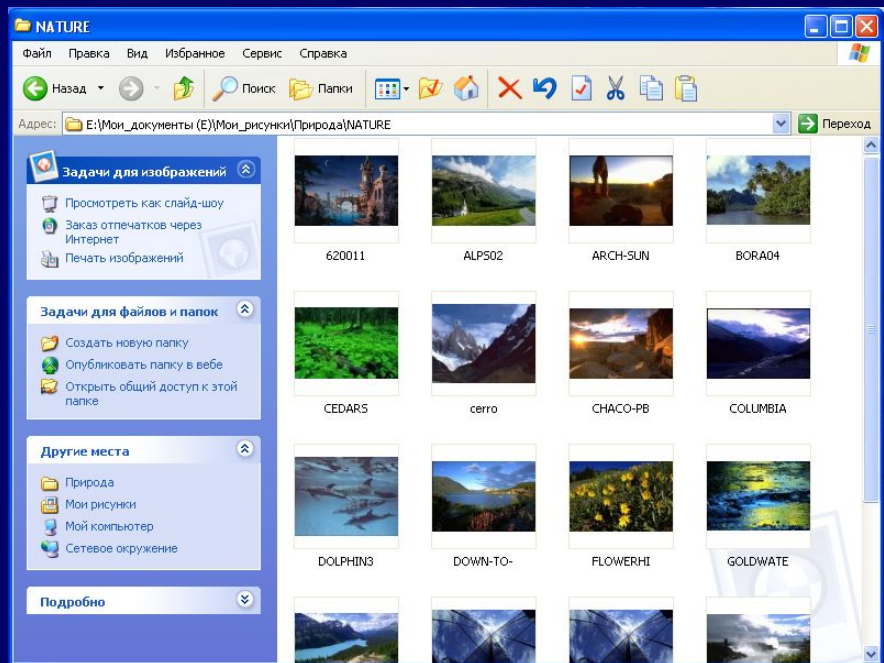 NATURE
Файл Правка Вид Избранное Сервис Справка
Назад Поиск Папки
Адрес: E:\Мои_документы (E)\Мои_рисунки\Природа\NATURE Переход
Задачи для изображений
Просмотреть как слайд-шоу
Заказ отпечатков через
Интернет
Печать изображений
Задачи для файлов и папок
Создать новую папку
Опубликовать папку в вебе
Открыть общий доступ к этой
папке
Другие места
Природа
Мои рисунки
Мой компьютер
Сетевое окружение
Подробно
620011 ALPS02 ARCH-SUN BORA04
CEDARS cerro CHACO-PB COLUMBIA
DOLPHIN3 DOWN-TO- FLOWERHI GOLDWATE